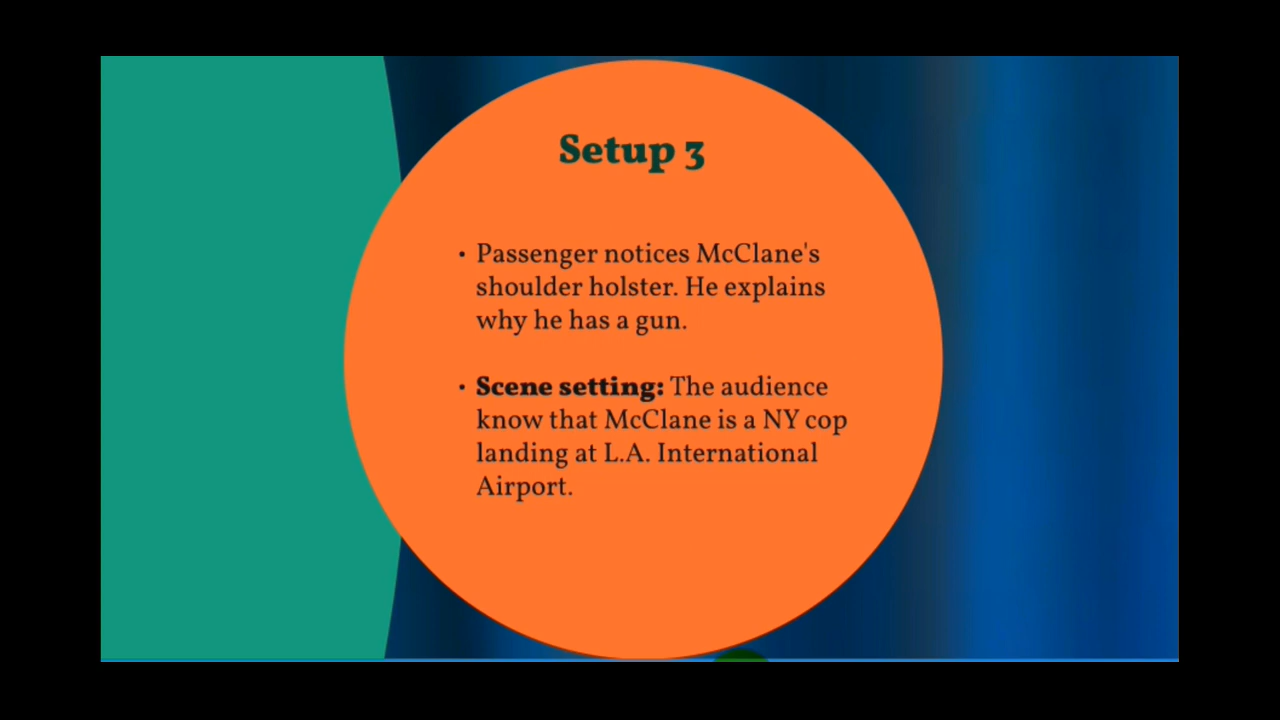 Setup 3
• Passenger notices McClane's
shoulder holster. He explains
why he has a gun.
• Scene setting: The audience
know that McClane is a NY cop
landing at L.A. International
Airport.